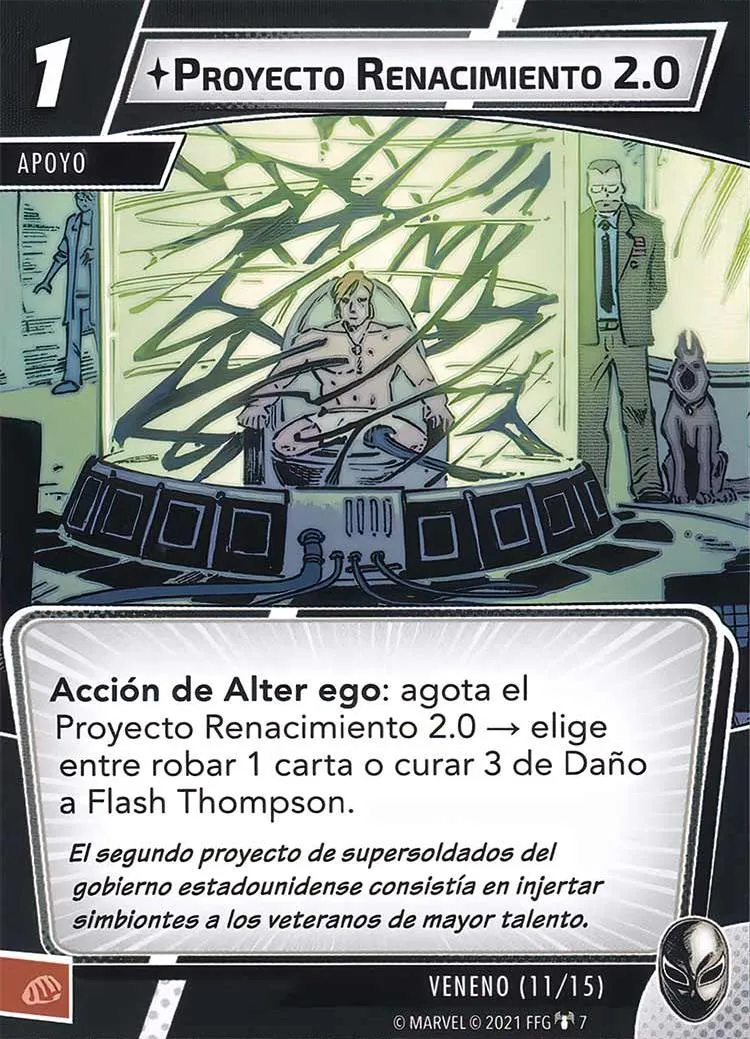 1
PROYECTO RENACIMIENTO 2.0
APOYO
Acción de Alter ego: agota el
Proyecto Renacimiento 2.0 → elige
entre robar 1 carta o curar 3 de Daño
a Flash Thompson.
El segundo proyecto de supersoldados del
gobierno estadounidense consistía en injertar
simbiontes a los veteranos de mayor talento.
VENENO (11/15)
© MARVEL © 2021 FFG 7